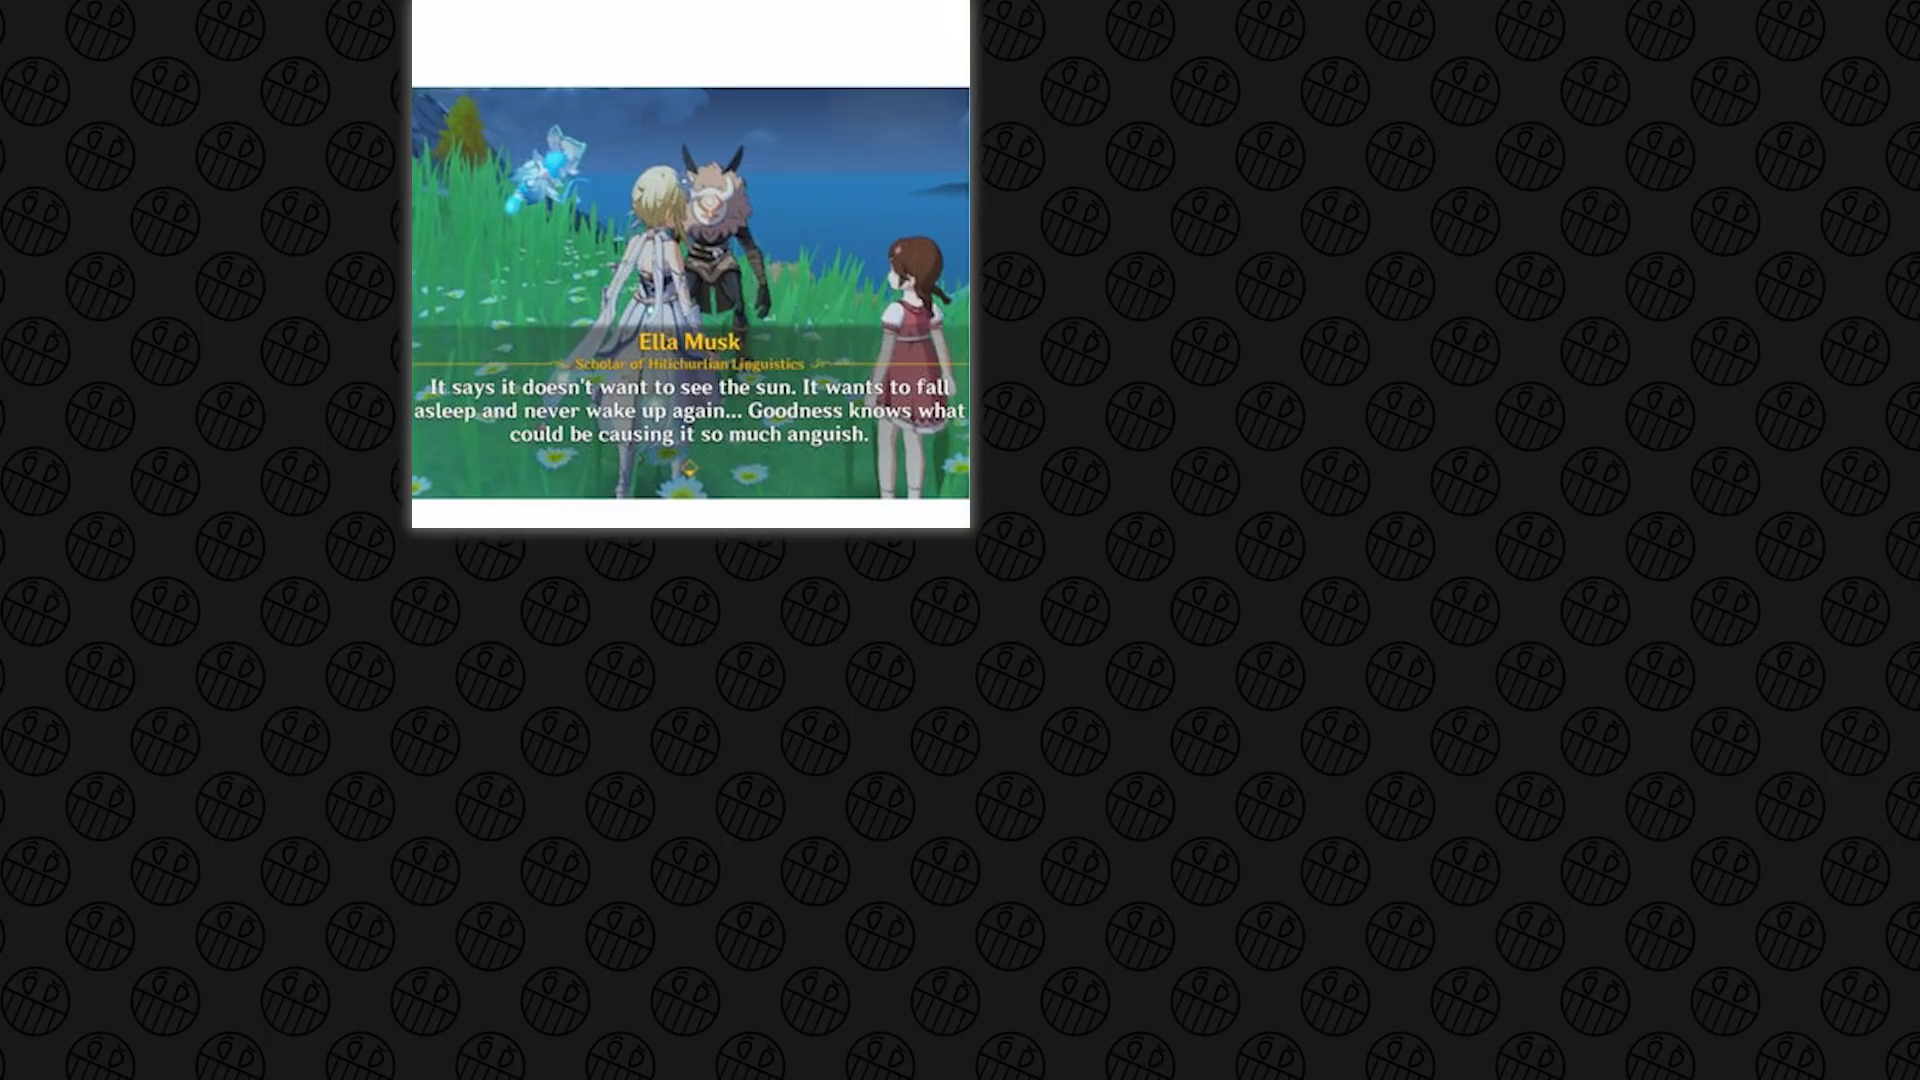 Ella Musk
Scholar of Hilichurlian Linguistics
It says it doesn't want to see the sun. It wants to fall
asleep and never wake up again... Goodness knows what
could be causing it so much anguish.